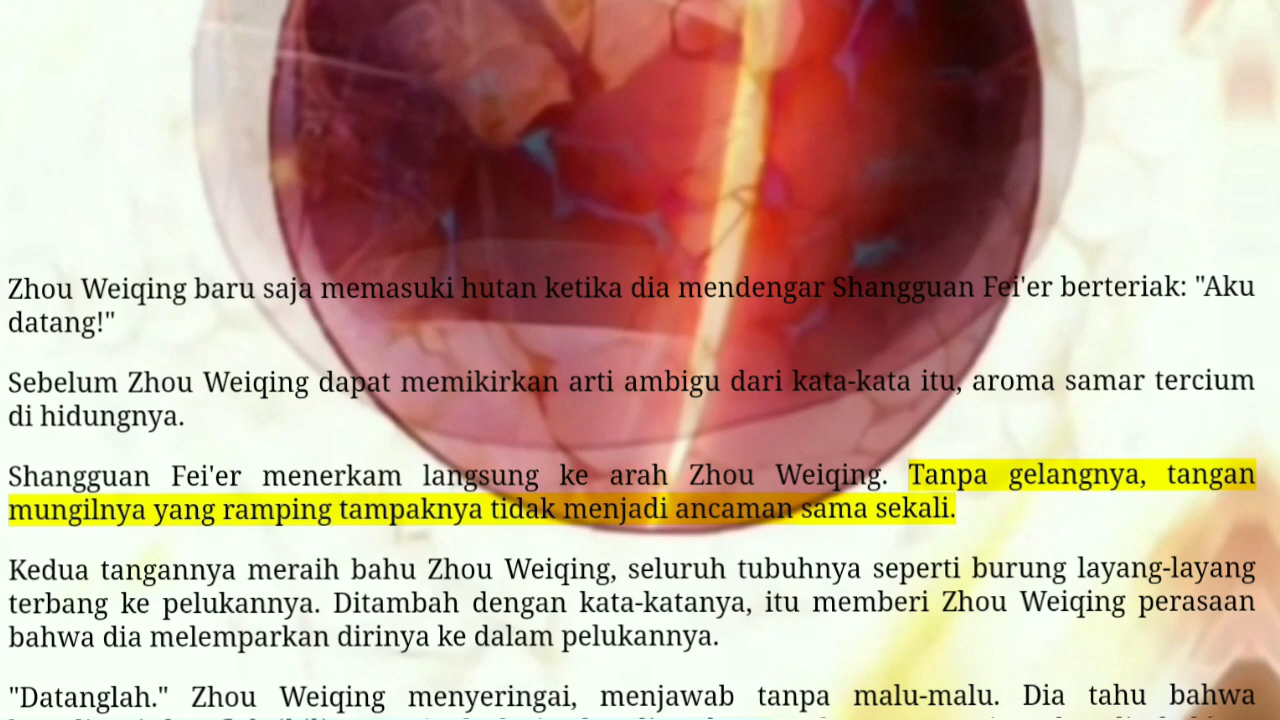 Zhou Weiqing baru saja memasuki hutan ketika dia mendengar Shangguan Fei'er berteriak: "Aku
datang!"
Sebelum Zhou Weiqing dapat memikirkan arti ambigu dari kata-kata itu, aroma samar tercium
di hidungnya.
Shangguan Fei'er menerkam langsung ke arah Zhou Weiqing. Tanpa gelangnya, tangan
mungilnya yang ramping tampaknya tidak menjadi ancaman sama sekali.
Kedua tangannya meraih bahu Zhou Weiqing, seluruh tubuhnya seperti burung layang-layang
terbang ke pelukannya. Ditambah dengan kata-katanya, itu memberi Zhou Weiqing perasaan
bahwa dia melemparkan dirinya ke dalam pelukannya.
"Datanglah." Zhou Weiqing menyeringai, menjawab tanpa malu-malu. Dia tahu bahwa